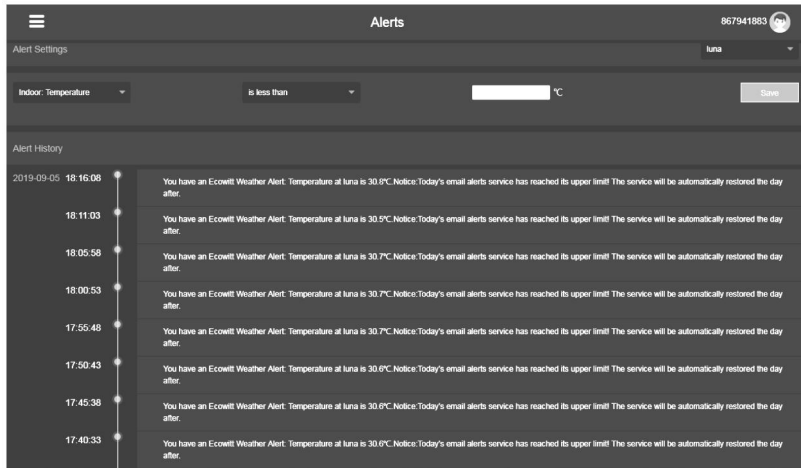 Alerts
867941883
Alert Settings
luna
Indoor: Temperature
is less than
℃
Save
Alert History
2019-09-05 18:16:08
You have an Ecowitt Weather Alert: Temperature at luna is 30.8℃.Notice:Today's email alerts service has reached its upper limit! The service will be automatically restored the day
after.
18:11:03
You have an Ecowitt Weather Alert: Temperature at luna is 30.5℃.Notice:Today's email alerts service has reached its upper limit! The service will be automatically restored the day
after.
18:05:58
You have an Ecowitt Weather Alert: Temperature at luna is 30.7℃.Notice:Today's email alerts service has reached its upper limit! The service will be automatically restored the day
after.
18:00:53
You have an Ecowitt Weather Alert: Temperature at luna is 30.7℃.Notice:Today's email alerts service has reached its upper limit! The service will be automatically restored the day
after.
17:55:48
You have an Ecowitt Weather Alert: Temperature at luna is 30.7℃.Notice:Today's email alerts service has reached its upper limit! The service will be automatically restored the day
after.
17:50:43
You have an Ecowitt Weather Alert: Temperature at luna is 30.6℃.Notice:Today's email alerts service has reached its upper limit! The service will be automatically restored the day
after.
17:45:38
You have an Ecowitt Weather Alert: Temperature at luna is 30.6℃.Notice:Today's email alerts service has reached its upper limit! The service will be automatically restored the day
after.
17:40:33
You have an Ecowitt Weather Alert: Temperature at luna is 30.6℃.Notice:Today's email alerts service has reached its upper limit! The service will be automatically restored the day
after.